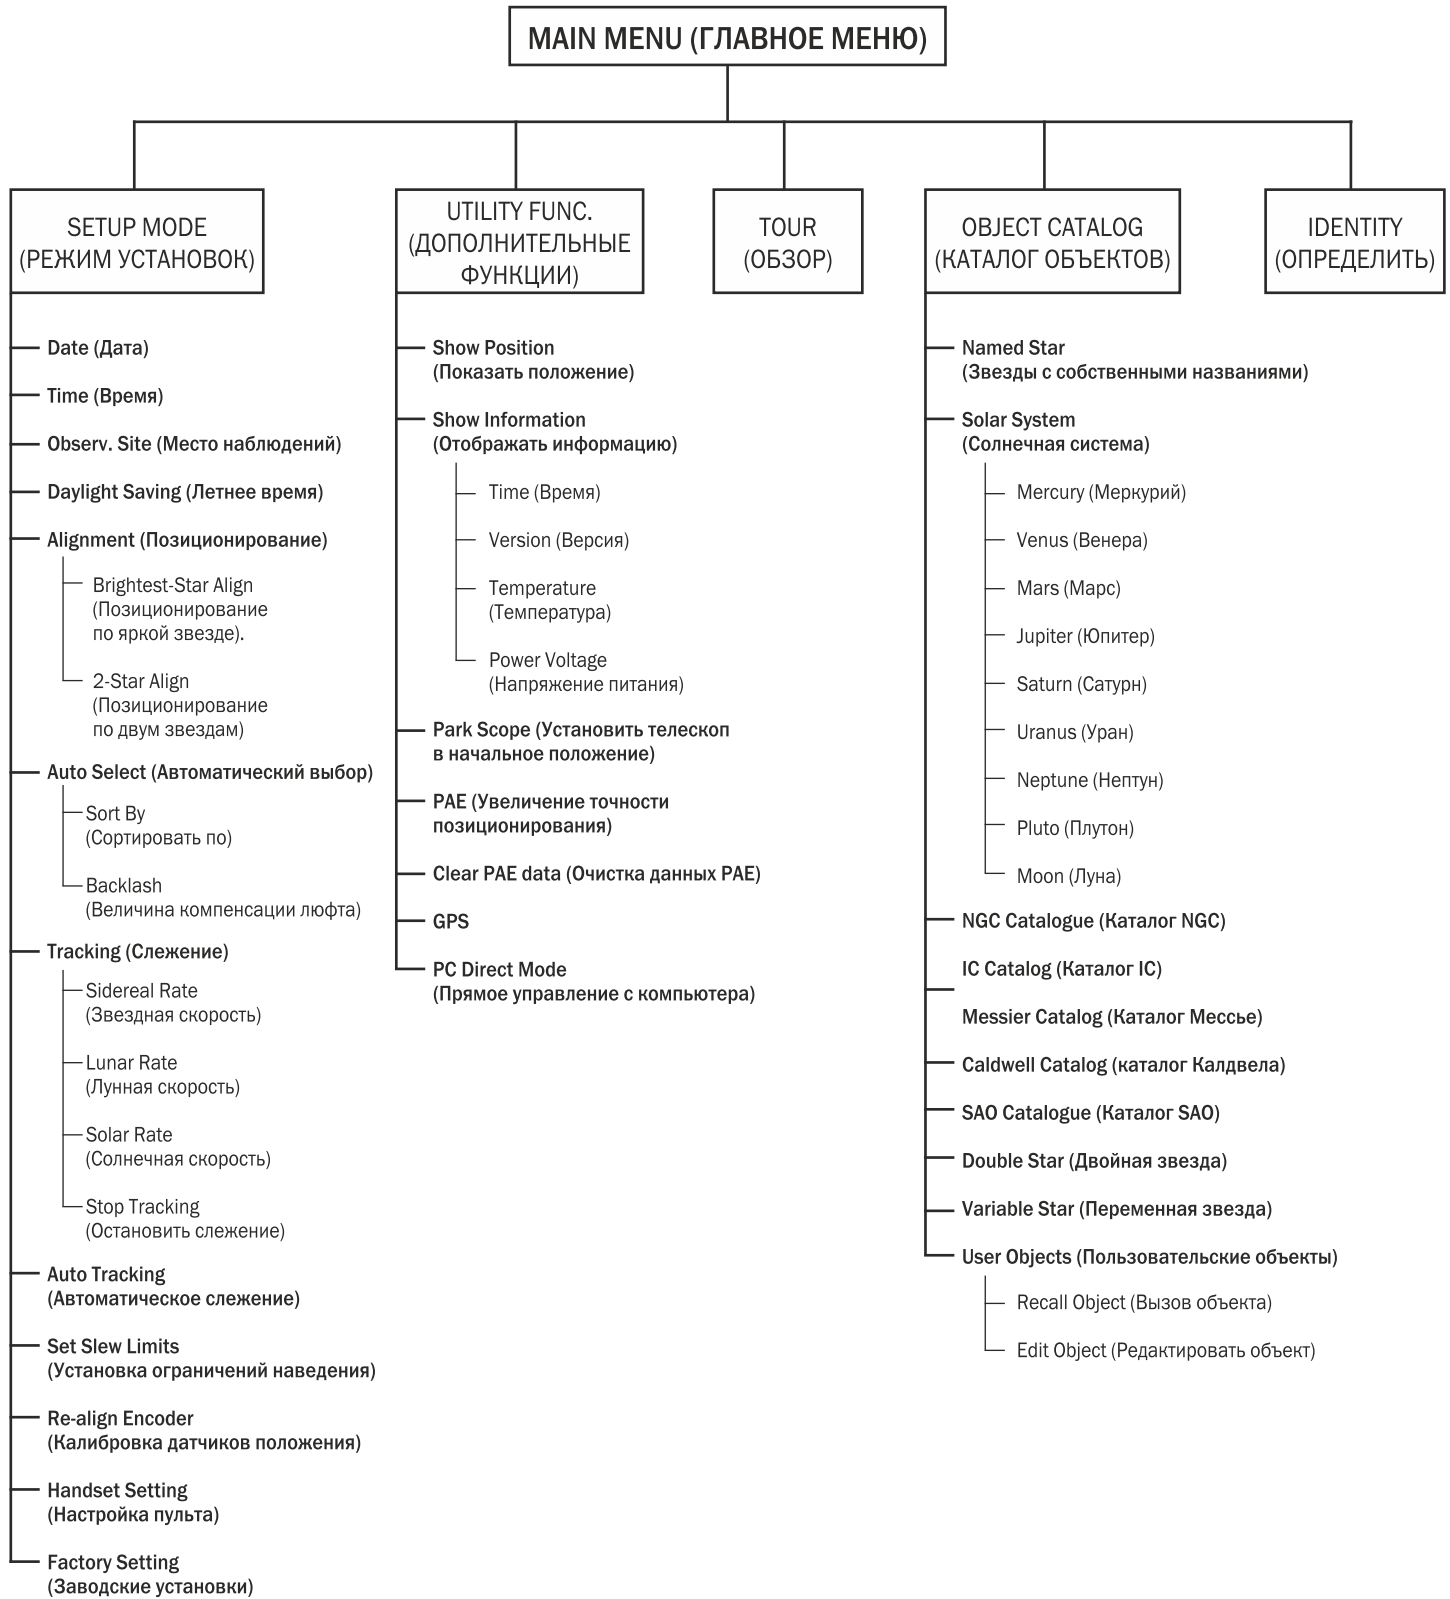 MAIN MENU (ГЛАВНОЕ МЕНЮ)
SETUP MODE
(РЕЖИМ УСТАНОВОК)
UTILITY FUNC.
(ДОПОЛНИТЕЛЬНЫЕ
ФУНКЦИИ)
TOUR
(ОБЗОР)
OBJECT CATALOG
(КАТАЛОГ ОБЪЕКТОВ)
IDENTITY
(ОПРЕДЕЛИТЬ)
Date (Дата)
Time (Время)
Observ. Site (Место наблюдений)
Daylight Saving (Летнее время)
Alignment (Позиционирование)
Brightest-Star Align
(Позиционирование
по яркой звезде).
2-Star Align
(Позиционирование
по двум звездам)
Auto Select (Автоматический выбор)
Sort By
(Сортировать по)
Backlash
(Величина компенсации люфта)
Tracking (Слежение)
Sidereal Rate
(Звездная скорость)
Lunar Rate
(Лунная скорость)
Solar Rate
(Солнечная скорость)
Stop Tracking
(Остановить слежение)
Auto Tracking
(Автоматическое слежение)
Set Slew Limits
(Установка ограничений наведения)
Re-align Encoder
(Калибровка датчиков положения)
Handset Setting
(Настройка пульта)
Factory Setting
(Заводские установки)
Show Position
(Показать положение)
Show Information
(Отображать информацию)
Time (Время)
Version (Версия)
Temperature
(Температура)
Power Voltage
(Напряжение питания)
Park Scope (Установить телескоп
в начальное положение)
PAE (Увеличение точности
позиционирования)
Clear PAE data (Очистка данных PAE)
GPS
PC Direct Mode
(Прямое управление с компьютера)
Named Star
(Звезды с собственными названиями)
Solar System
(Солнечная система)
Mercury (Меркурий)
Venus (Венера)
Mars (Марс)
Jupiter (Юпитер)
Saturn (Сатурн)
Uranus (Уран)
Neptune (Нептун)
Pluto (Плутон)
Moon (Луна)
NGC Catalogue (Каталог NGC)
IC Catalog (Каталог IC)
Messier Catalog (Каталог Мессье)
Caldwell Catalog (каталог Калдвела)
SAO Catalogue (Каталог SAO)
Double Star (Двойная звезда)
Variable Star (Переменная звезда)
User Objects (Пользовательские объекты)
Recall Object (Вызов объекта)
Edit Object (Редактировать объект)